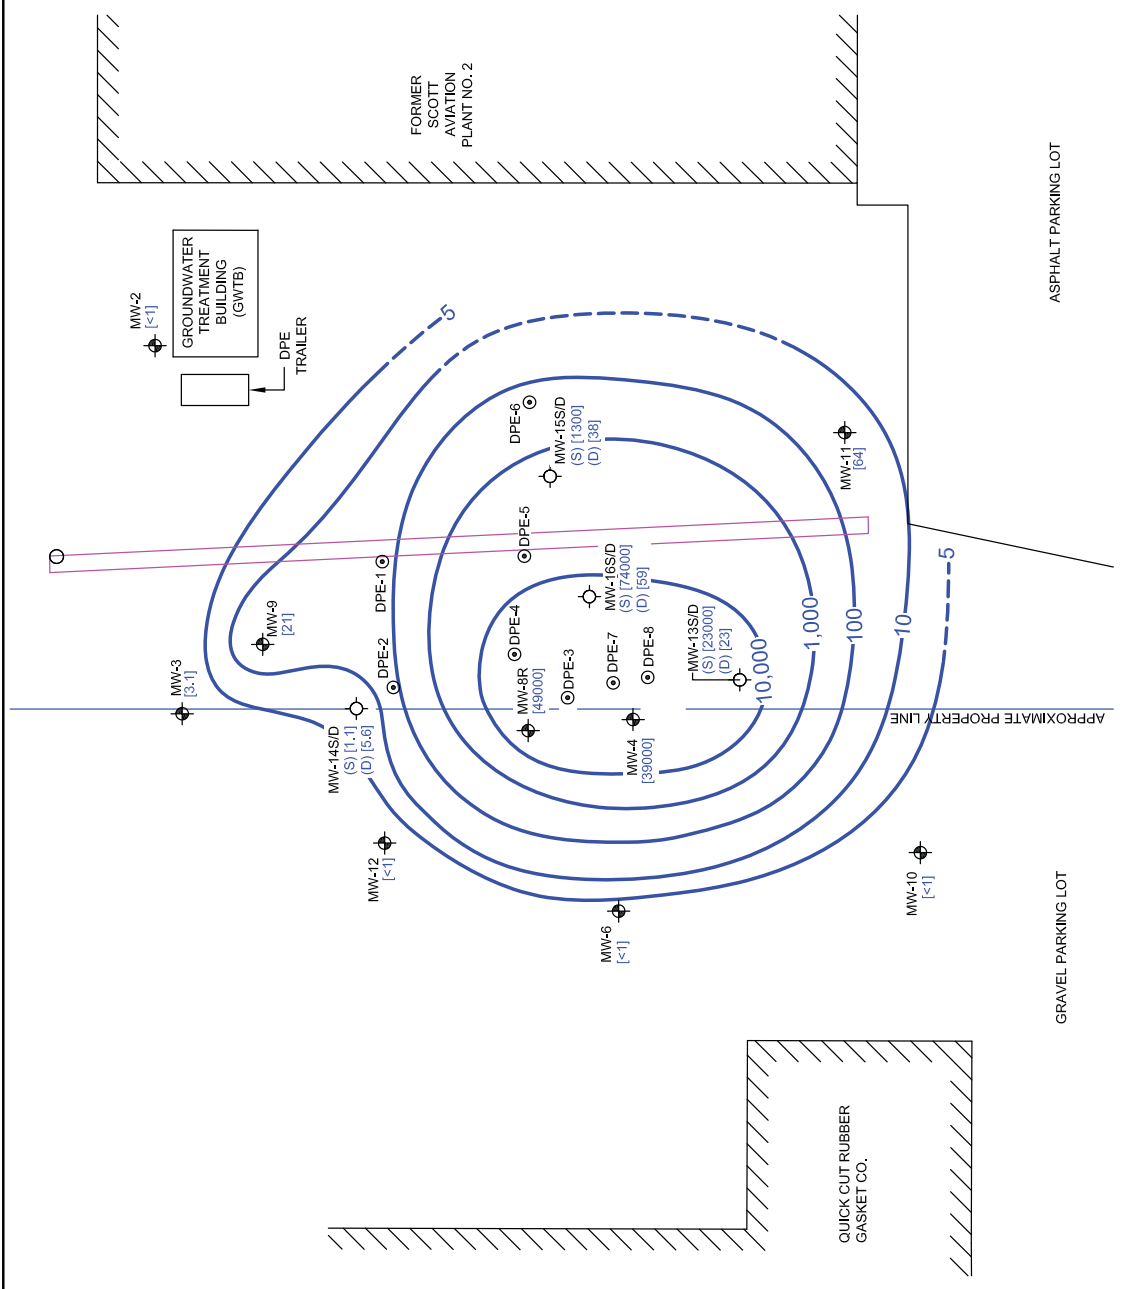 FORMER
SCOTT
AVIATION
PLANT NO. 2
ASPHALT PARKING LOT
GROUNDWATER
TREATMENT
BUILDING
(GWTB)
MW-2
[<1]
DPE
TRAILER
5
DPE-6
MW-15S/D
(S) [1300]
(D) [38]
MW-11
[64]
DPE-5
DPE-1
MW-16S/D
(S) [74000]
(D) [59]
MW-9
[21]
DPE-4
DPE-2
MW-3
[3.1]
DPE-3
DPE-7
DPE-8
MW-13S/D
(S) [23000]
(D) [23]
10,000
1,000
100
10
5
MW-8R
[49000]
MW-4
[39000]
MW-14S/D
(S) [1.1]
(D) [5.6]
APPROXIMATE PROPERTY LINE
MW-12
[<1]
MW-6
[<1]
MW-10
[<1]
GRAVEL PARKING LOT
QUICK CUT RUBBER
GASKET CO.